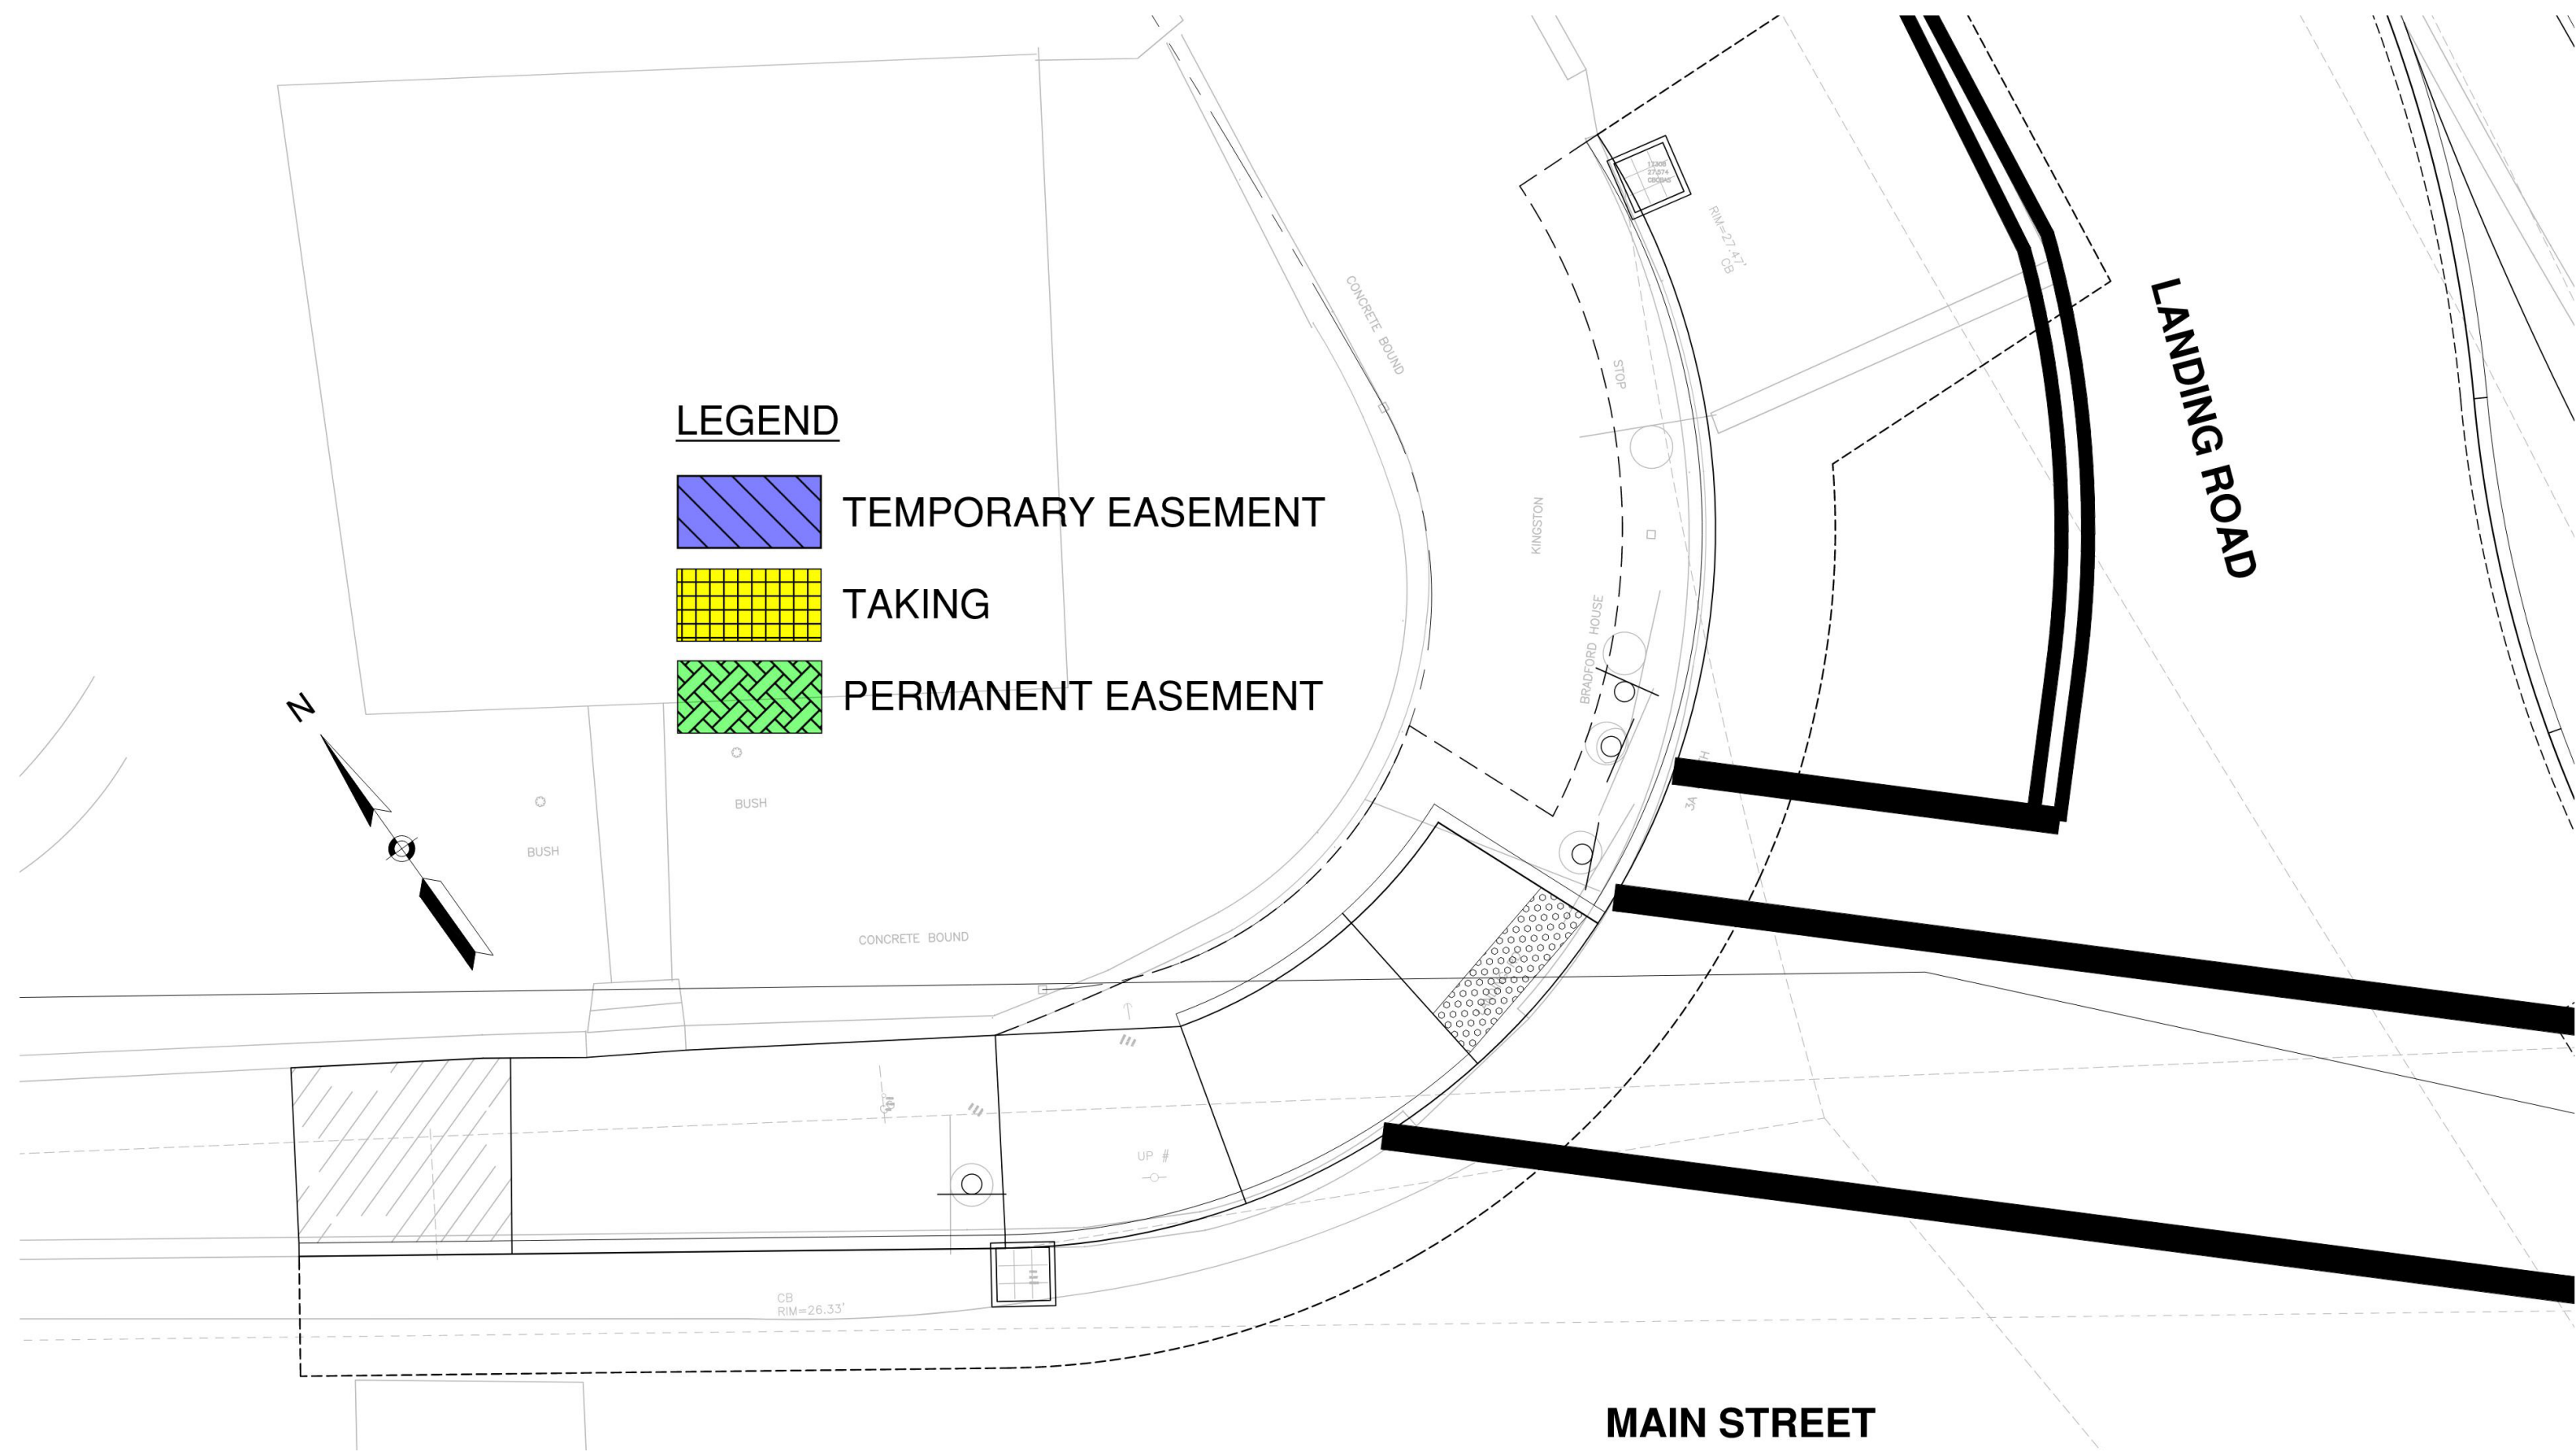 RIM=27.47'
CB
CONCRETE BOUND
STOP
LANDING ROAD
LEGEND
TEMPORARY EASEMENT
TAKING
PERMANENT EASEMENT
KINGSTON
BRADFORD HOUSE
N
BUSH
BUSH
CONCRETE BOUND
UP #
CB
RIM=26.33'
MAIN STREET